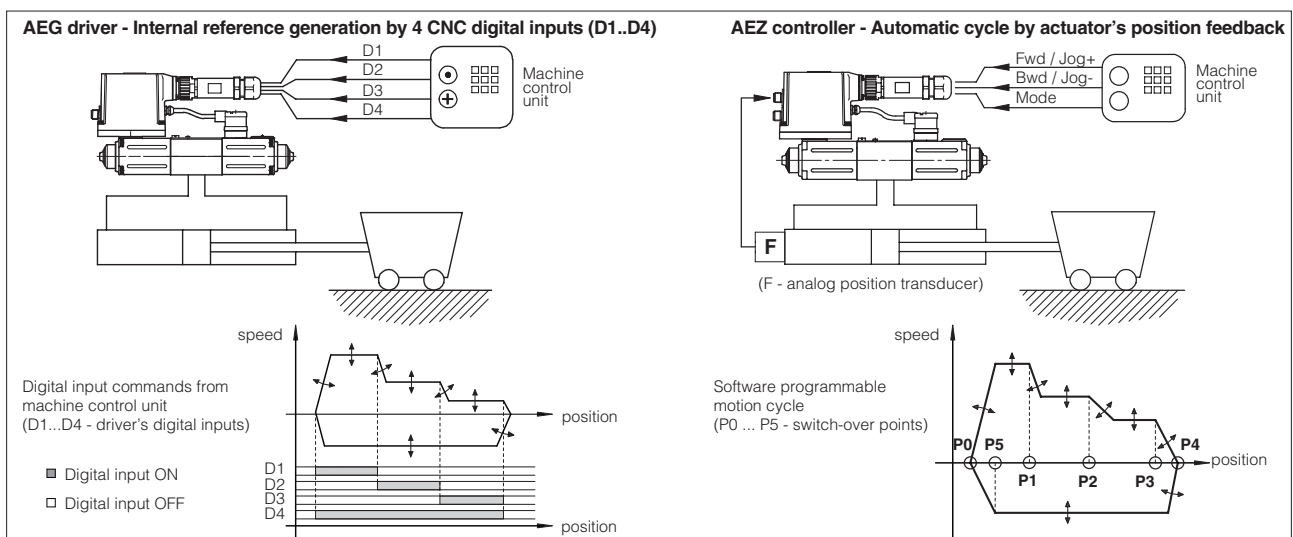 AEG driver - Internal reference generation by 4 CNC digital inputs (D1..D4)
D1
D2
D3
D4
Machine
control
unit
speed
position
Digital input commands from
machine control unit
(D1...D4 - driver's digital inputs)
Digital input ON
Digital input OFF
D1
D2
D3
D4
position
AEZ controller - Automatic cycle by actuator's position feedback
Fwd / Jog+
Bwd / Jog-
Mode
Machine
control
unit
F
(F - analog position transducer)
speed
Software programmable
motion cycle
(P0 ... P5 - switch-over points)
P0 P5 P4
position
P1 P2 P3